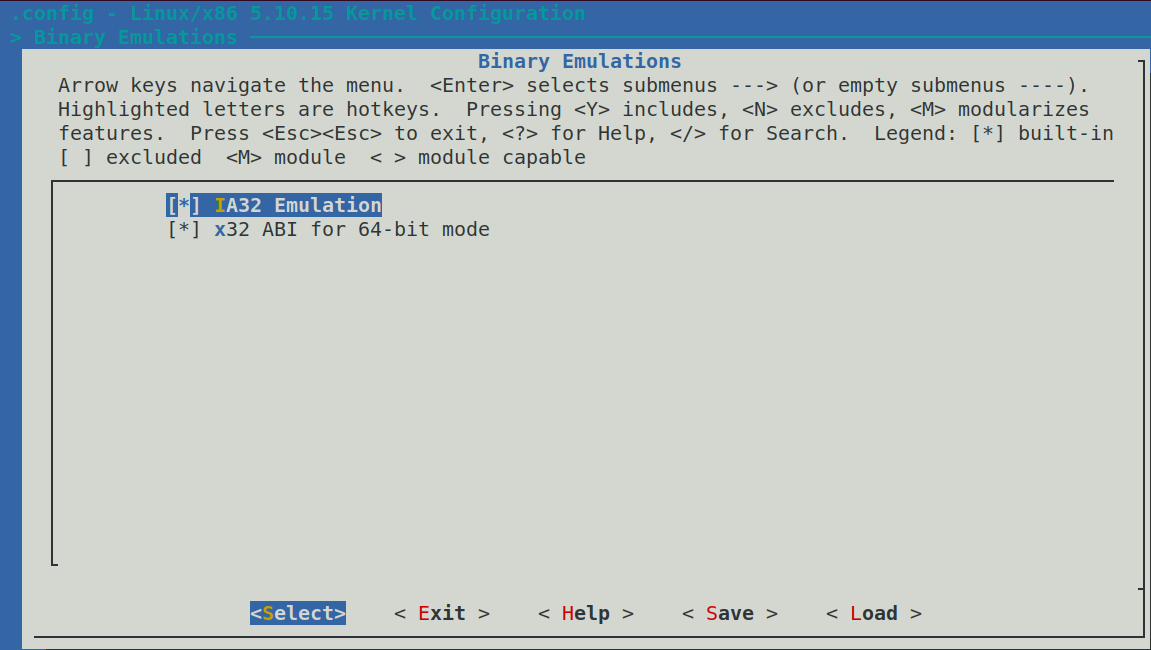 .config - Linux/x86 5.10.15 Kernel Configuration
> Binary Emulations
Binary Emulations
Arrow keys navigate the menu.  <Enter> selects submenus ---> (or empty submenus ----).
Highlighted letters are hotkeys.  Pressing <Y> includes, <N> excludes, <M> modularizes
features.  Press <Esc><Esc> to exit, <?> for Help, </> for Search.  Legend: [*] built-in
[ ] excluded  <M> module  < > module capable
[*] IA32 Emulation
[*] x32 ABI for 64-bit mode
<Select>    < Exit >    < Help >    < Save >    < Load >